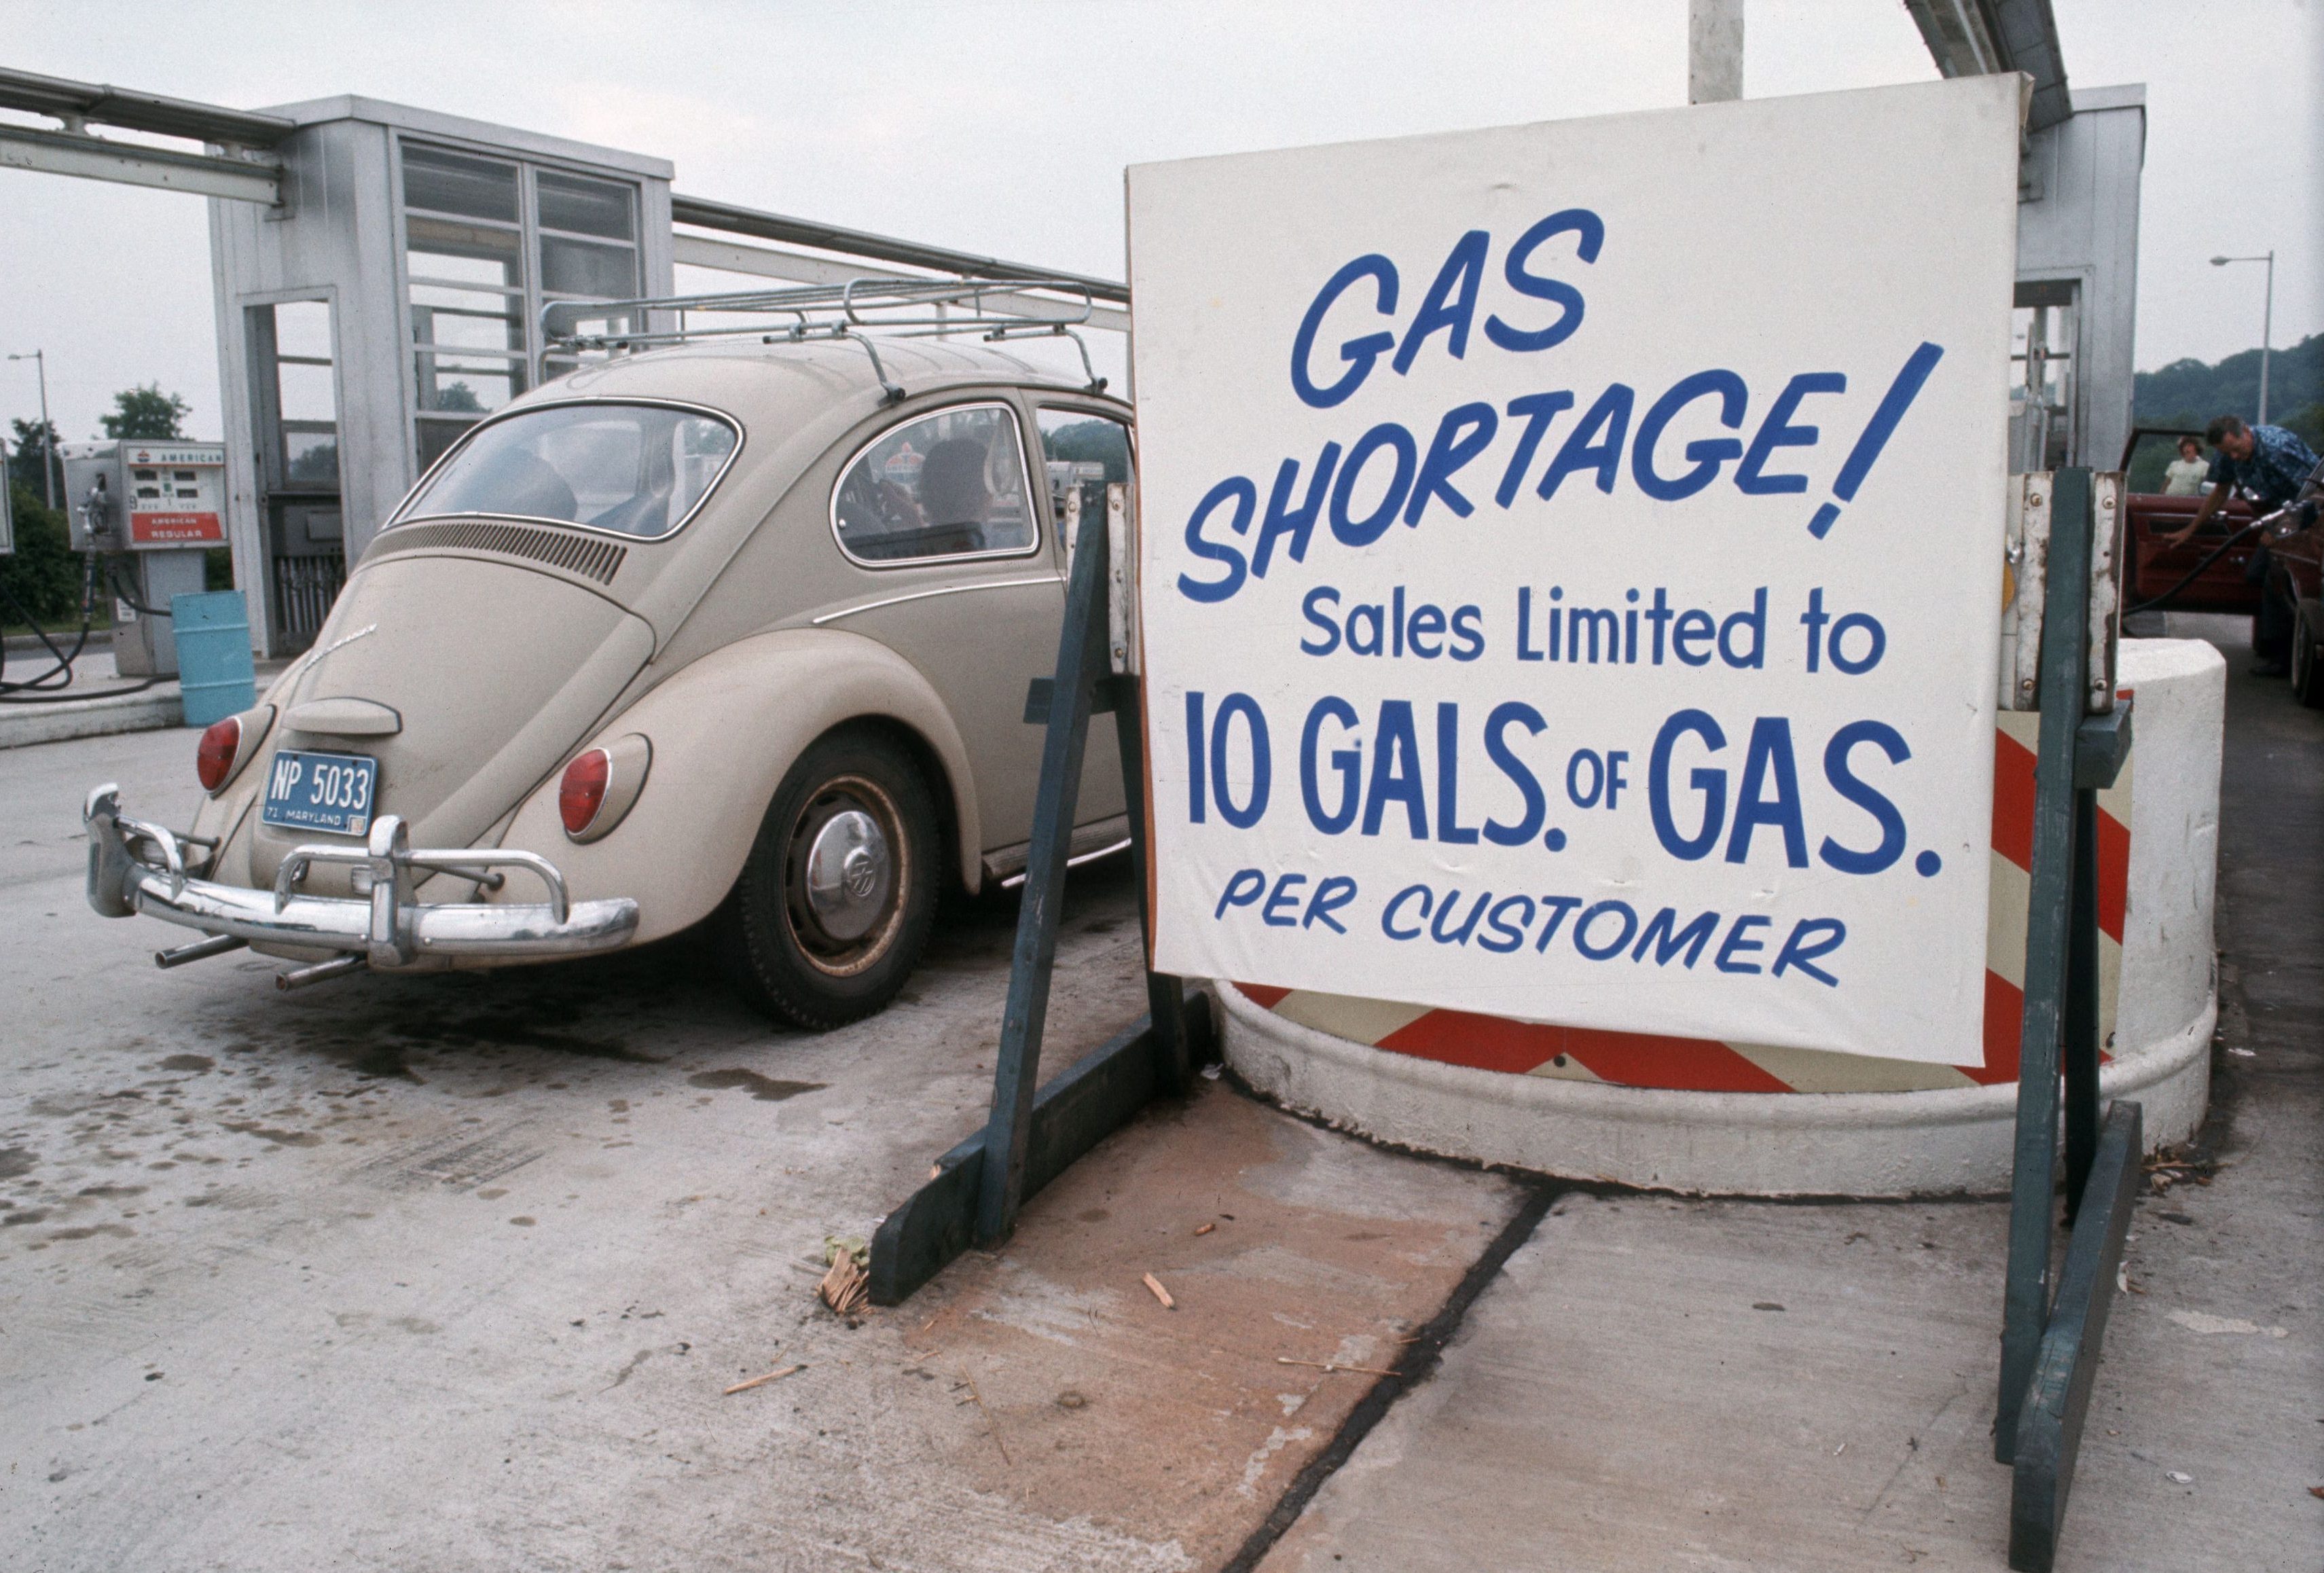 GAS
SHORTAGE!
Sales Limited to
10 GALS. OF GAS.
PER CUSTOMER
AMERICAN
AMERICAN
REGULAR
NP 5033
71 MARYLAND